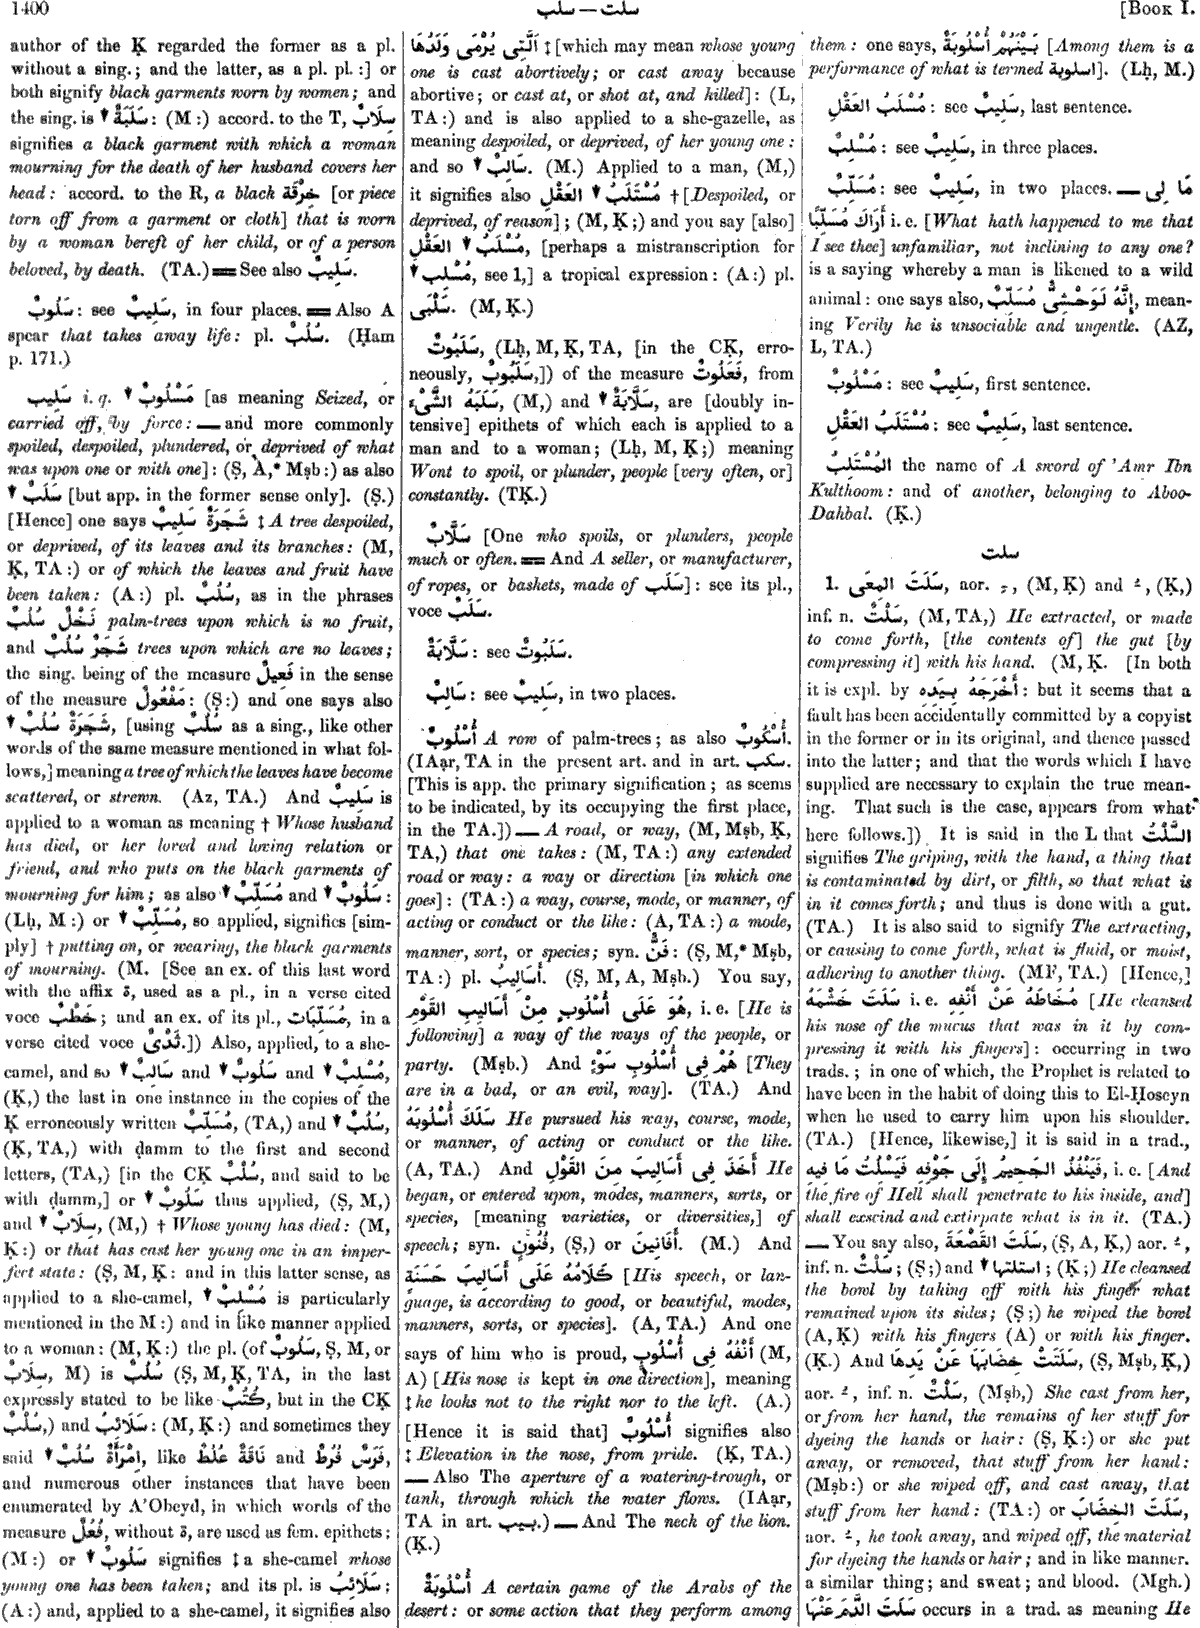 1400
سلب — سلت
[BOOK I.
author of the Ḳ regarded the former as a pl.
without a sing.; and the latter, as a pl. pl.:] or
both signify black garments worn by women; and
the sing. is ▾ سَلَبَةٌ: (M:) accord. to the T, سِلَابٌ
signifies a black garment with which a woman
mourning for the death of her husband covers her
head: accord. to the R, a black خِرْقَة [or piece
torn off from a garment or cloth] that is worn
by a woman bereft of her child, or of a person
beloved, by death. (TA.) ＝ See also سَلِيبٌ.
سَلُوبٌ: see سَلِيبٌ, in four places. ＝ Also A
spear that takes away life: pl. سُلُبٌ. (Ḥam
p. 171.)
سَلِيب i. q. ▾ مَسْلُوبٌ [as meaning Seized, or
carried off, by force: — and more commonly
spoiled, despoiled, plundered, or deprived of what
was upon one or with one]: (Ṣ, A,* Mṣb:) as also
▾ سَلَبٌ [but app. in the former sense only]. (Ṣ.)
[Hence] one says شَجَرَةٌ سَلِيبٌ ‡ A tree despoiled,
or deprived, of its leaves and its branches: (M,
Ḳ, TA:) or of which the leaves and fruit have
been taken: (A:) pl. سُلُبٌ, as in the phrases
نَخْلٌ سُلُبٌ palm-trees upon which is no fruit,
and شَجَرٌ سُلُبٌ trees upon which are no leaves;
the sing. being of the measure فَعِيلٌ in the sense
of the measure مَفْعُولٌ: (Ṣ:) and one says also
▾ شَجَرَةٌ سُلُبٌ, [using سُلُبٌ as a sing., like other
words of the same measure mentioned in what fol-
lows,] meaning a tree of which the leaves have become
scattered, or strewn. (Az, TA.) And سَلِيبٌ is
applied to a woman as meaning † Whose husband
has died, or her loved and loving relation or
friend, and who puts on the black garments of
mourning for him; as also ▾ مُسَلِّبٌ and ▾ سَلُوبٌ:
(Lḥ, M:) or ▾ مُسَلِّبٌ, so applied, signifies [sim-
ply] † putting on, or wearing, the black garments
of mourning. (M. [See an ex. of this last word
with the affix ة, used as a pl., in a verse cited
voce خَطْبٌ; and an ex. of its pl., مُسَلِّبَات, in a
verse cited voce ثَدْىٌ.]) Also, applied, to a she-
camel, and so ▾ سَالِبٌ and ▾ سَلُوبٌ and ▾ مُسْلِبٌ,
(Ḳ,) the last in one instance in the copies of the
Ḳ erroneously written مُسَلِّبٌ, (TA,) and ▾ سُلُبٌ,
(Ḳ, TA,) with ḍamm to the first and second
letters, (TA,) [in the CḲ سُلْبٌ, and said to be
with ḍamm,] or ▾ سَلُوبٌ thus applied, (Ṣ, M,)
and ▾ سِلَابٌ, (M,) † Whose young has died: (M,
Ḳ:) or that has cast her young one in an imper-
fect state: (Ṣ, M, Ḳ: and in this latter sense, as
applied to a she-camel, ▾ مُسْلِبٌ is particularly
mentioned in the M:) and in like manner applied
to a woman: (M, Ḳ:) the pl. (of سَلُوبٌ, Ṣ, M, or
سِلَابٌ, M) is سُلُبٌ (Ṣ, M, Ḳ, TA, in the last
expressly stated to be like كُتُبٌ, but in the CḲ
سُلْبٌ,) and سَلَائِبُ: (M, Ḳ:) and sometimes they
said ▾ اِمْرَأَةٌ سُلُبٌ, like نَاقَةٌ عُلُطٌ and فَرَسٌ فُرُطٌ,
and numerous other instances that have been
enumerated by A'Obeyd, in which words of the
measure فُعُلٌ, without ة, are used as fem. epithets;
(M:) or ▾ سَلُوبٌ signifies ‡ a she-camel whose
young one has been taken; and its pl. is سَلَائِبُ;
(A:) and, applied to a she-camel, it signifies also
اَلَّتِى يُرْمَى وَلَدُهَا ‡ [which may mean whose young
one is cast abortively; or cast away because
abortive; or cast at, or shot at, and killed]: (L,
TA:) and is also applied to a she-gazelle, as
meaning despoiled, or deprived, of her young one:
and so ▾ سَالِبٌ. (M.) Applied to a man, (M,)
it signifies also ▾ مُسْتَلَبُ العَقْلِ † [Despoiled, or
deprived, of reason]; (M, Ḳ;) and you say [also]
▾ مُسْلَبُ العَقْلِ, [perhaps a mistranscription for
▾ مُسْلِب, see 1,] a tropical expression: (A:) pl.
سَلْبَى. (M, Ḳ.)
سَلَبُوتٌ, (Lḥ, M, Ḳ, TA, [in the CḲ, erro-
neously, سَلَبُوبٌ,]) of the measure فَعَلُوتٌ, from
سَلَبَهُ الشَّىْءَ, (M,) and ▾ سَلَّابَةٌ, are [doubly in-
tensive] epithets of which each is applied to a
man and to a woman; (Lḥ, M, Ḳ;) meaning
Wont to spoil, or plunder, people [very often, or]
constantly. (TḲ.)
سَلَّابٌ [One who spoils, or plunders, people
much or often. ＝ And A seller, or manufacturer,
of ropes, or baskets, made of سَلَب]: see its pl.,
voce سَلَبٌ.
سَلَّابَةٌ: see سَلَبُوتٌ.
سَالِبٌ: see سَلِيبٌ, in two places.
أُسْلُوبٌ A row of palm-trees; as also أُسْكُوبٌ.
(IAạr, TA in the present art. and in art. سكب.
[This is app. the primary signification; as seems
to be indicated, by its occupying the first place,
in the TA.]) — A road, or way, (M, Mṣb, Ḳ,
TA,) that one takes: (M, TA:) any extended
road or way: a way or direction [in which one
goes]: (TA:) a way, course, mode, or manner, of
acting or conduct or the like: (A, TA:) a mode,
manner, sort, or species; syn. فَنٌّ: (Ṣ, M,* Mṣb,
TA:) pl. أَسَالِيبُ. (Ṣ, M, A, Mṣb.) You say,
هُوَ عَلَى أُسْلُوبٍ مِنْ أَسَالِيبِ القَوْمِ, i. e. [He is
following] a way of the ways of the people, or
party. (Mṣb.) And هُمْ فِى أُسْلُوبِ سَوْءٍ [They
are in a bad, or an evil, way]. (TA.) And
سَلَكَ أُسْلُوبَهُ He pursued his way, course, mode,
or manner, of acting or conduct or the like.
(A, TA.) And أَخَذَ فِى أَسَالِيبَ مِنَ القَوْلِ He
began, or entered upon, modes, manners, sorts, or
species, [meaning varieties, or diversities,] of
speech; syn. فُنُونٍ, (Ṣ,) or أَفَانِينَ. (M.) And
كَلَامُهُ عَلَى أَسَالِيبَ حَسَنَةٍ [His speech, or lan-
guage, is according to good, or beautiful, modes,
manners, sorts, or species]. (A, TA.) And one
says of him who is proud, أَنْفُهُ فِى أُسْلُوبٍ (M,
A) [His nose is kept in one direction], meaning
‡ he looks not to the right nor to the left. (A.)
[Hence it is said that] أُسْلُوبٌ signifies also
‡ Elevation in the nose, from pride. (Ḳ, TA.)
— Also The aperture of a watering-trough, or
tank, through which the water flows. (IAạr,
TA in art. بيب.) — And The neck of the lion.
(Ḳ.)
أُسْلُوبَةٌ A certain game of the Arabs of the
desert: or some action that they perform among
them: one says, بَيْنَهُمْ أُسْلُوبَةٌ [Among them is a
performance of what is termed اسلوبة]. (Lḥ, M.)
مُسْلَبُ العَقْلِ: see سَلِيبٌ, last sentence.
مُسْلِبٌ: see سَلِيبٌ, in three places.
مُسَلِّبٌ: see سَلِيبٌ, in two places. — مَا لِى
أَرَاكَ مُسَلِّبًا i. e. [What hath happened to me that
I see thee] unfamiliar, not inclining to any one?
is a saying whereby a man is likened to a wild
animal: one says also, إِنَّهُ لَوَحْشِىٌّ مُسَلِّبٌ, mean-
ing Verily he is unsociable and ungentle. (AZ,
L, TA.)
مَسْلُوبٌ: see سَلِيبٌ, first sentence.
مُسْتَلَبُ العَقْلِ: see سَلِيبٌ, last sentence.
المُسْتَلِبُ the name of A sword of 'Amr Ibn
Kulthoom: and of another, belonging to Aboo-
Dahbal. (Ḳ.)
سلت
1. سَلَتَ المِعَى, aor. ـِ, (M, Ḳ) and ـُ, (Ḳ,)
inf. n. سَلْتٌ, (M, TA,) He extracted, or made
to come forth, [the contents of] the gut [by
compressing it] with his hand. (M, Ḳ. [In both
it is expl. by أَخْرَجَهُ بِيَدِهِ: but it seems that a
fault has been accidentally committed by a copyist
in the former or in its original, and thence passed
into the latter; and that the words which I have
supplied are necessary to explain the true mean-
ing. That such is the case, appears from what
here follows.]) It is said in the L that السَّلْتُ
signifies The griping, with the hand, a thing that
is contaminated by dirt, or filth, so that what is
in it comes forth; and thus is done with a gut.
(TA.) It is also said to signify The extracting,
or causing to come forth, what is fluid, or moist,
adhering to another thing. (MF, TA.) [Hence,]
سَلَتَ خَشْمَهُ i. e. مُخَاطَهُ عَنْ أَنْفِهِ [He cleansed
his nose of the mucus that was in it by com-
pressing it with his fingers]: occurring in two
trads.; in one of which, the Prophet is related to
have been in the habit of doing this to El-Ḥoseyn
when he used to carry him upon his shoulder.
(TA.) [Hence, likewise,] it is said in a trad.,
فَيَنْفُذُ الجَحِيمُ إِلَى جَوْفِهِ فَيَسْلُتُ مَا فِيهِ, i. e. [And
the fire of Hell shall penetrate to his inside, and]
shall exscind and extirpate what is in it. (TA.)
— You say also, سَلَتَ القَصْعَةَ, (Ṣ, A, Ḳ,) aor. ـُ,
inf. n. سَلْتٌ; (Ṣ;) and ▾ استلتها; (Ḳ;) He cleansed
the bowl by taking off with his finger what
remained upon its sides; (Ṣ;) he wiped the bowl
(A, Ḳ) with his fingers (A) or with his finger.
(Ḳ.) And سَلَتَتْ خِضَابَهَا عَنْ يَدِهَا, (Ṣ, Mṣb, Ḳ,)
aor. ـُ, inf. n. سَلْتٌ, (Mṣb,) She cast from her,
or from her hand, the remains of her stuff for
dyeing the hands or hair: (Ṣ, Ḳ:) or she put
away, or removed, that stuff from her hand:
(Mṣb:) or she wiped off, and cast away, that
stuff from her hand: (TA:) or سَلَتَ الخِضَابَ,
aor. ـُ, he took away, and wiped off, the material
for dyeing the hands or hair; and in like manner.
a similar thing; and sweat; and blood. (Mgh.)
سَلَتَ الدَّمَ عَنْهَا occurs in a trad. as meaning He